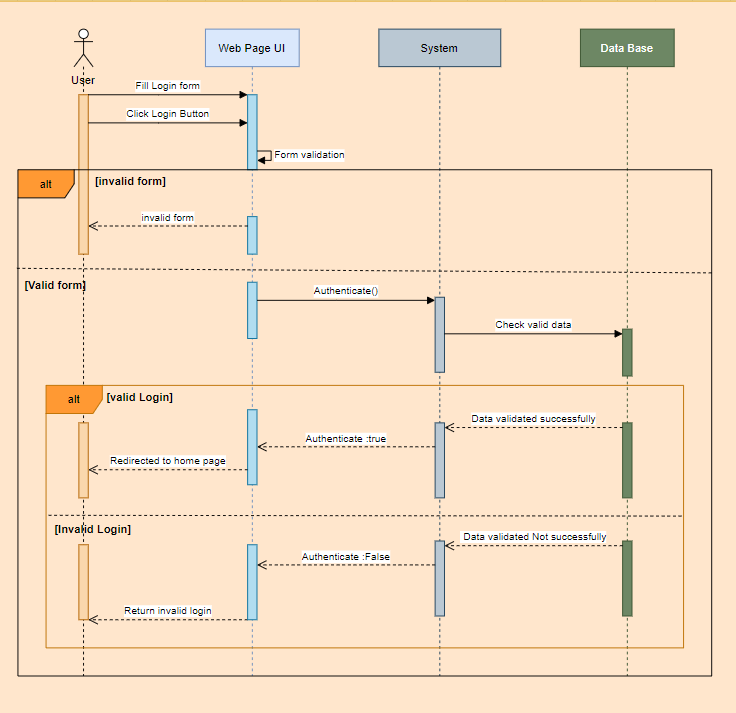 Web Page UI
System
Data Base
User
Fill Login form
Click Login Button
Form validation
alt
[invalid form]
invalid form
[Valid form]
Authenticate()
Check valid data
alt
[valid Login]
Data validated successfully
Authenticate :true
Redirected to home page
[Invalid Login]
Data validated Not successfully
Authenticate :False
Return invalid login